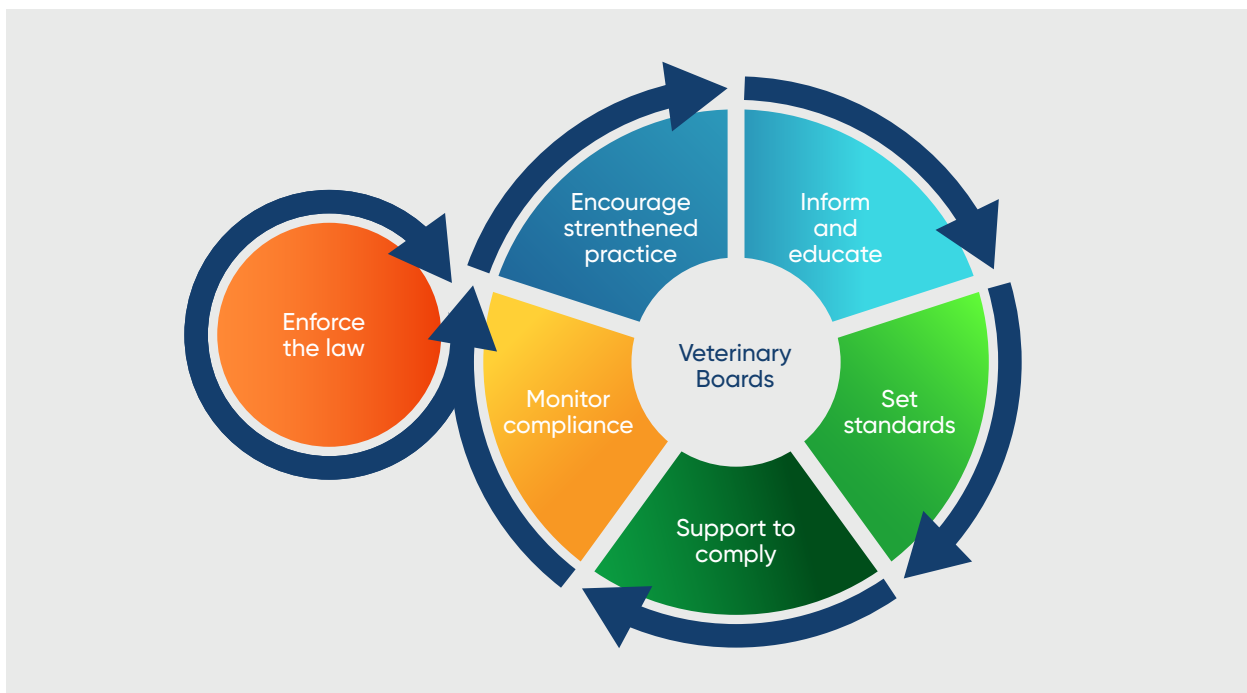 Encourage
strenthened
practice
Inform
and
educate
Enforce
the law
Veterinary
Boards
Monitor
compliance
Set
standards
Support to
comply